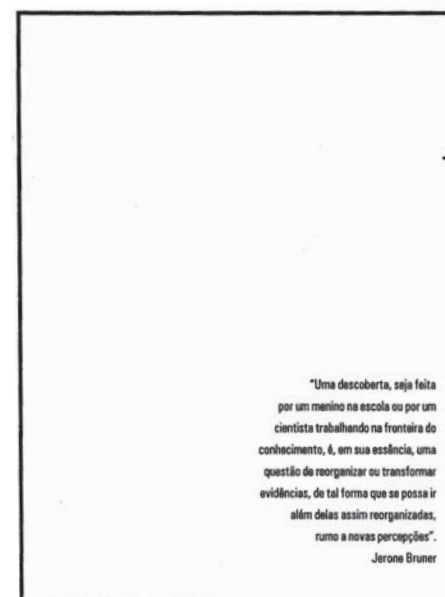 "Uma descoberta, seja feita
por um menino na escola ou por um
cientista trabalhando na fronteira do
conhecimento, é, em sua essência, uma
questão de reorganizar ou transformar
evidências, de tal forma que se possa ir
além delas assim reorganizadas,
rumo a novas percepções".
Jerone Bruner